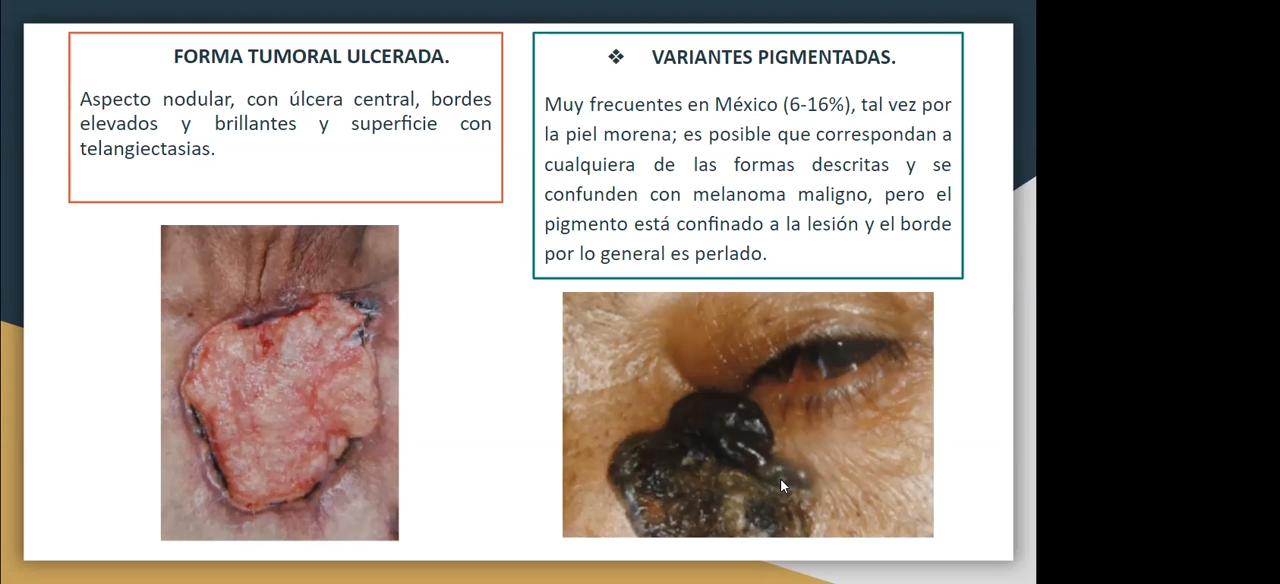 FORMA TUMORAL ULCERADA.
Aspecto nodular, con úlcera central, bordes
elevados y brillantes y superficie con
telangiectasias.
❖ VARIANTES PIGMENTADAS.
Muy frecuentes en México (6-16%), tal vez por
la piel morena; es posible que correspondan a
cualquiera de las formas descritas y se
confunden con melanoma maligno, pero el
pigmento está confinado a la lesión y el borde
por lo general es perlado.